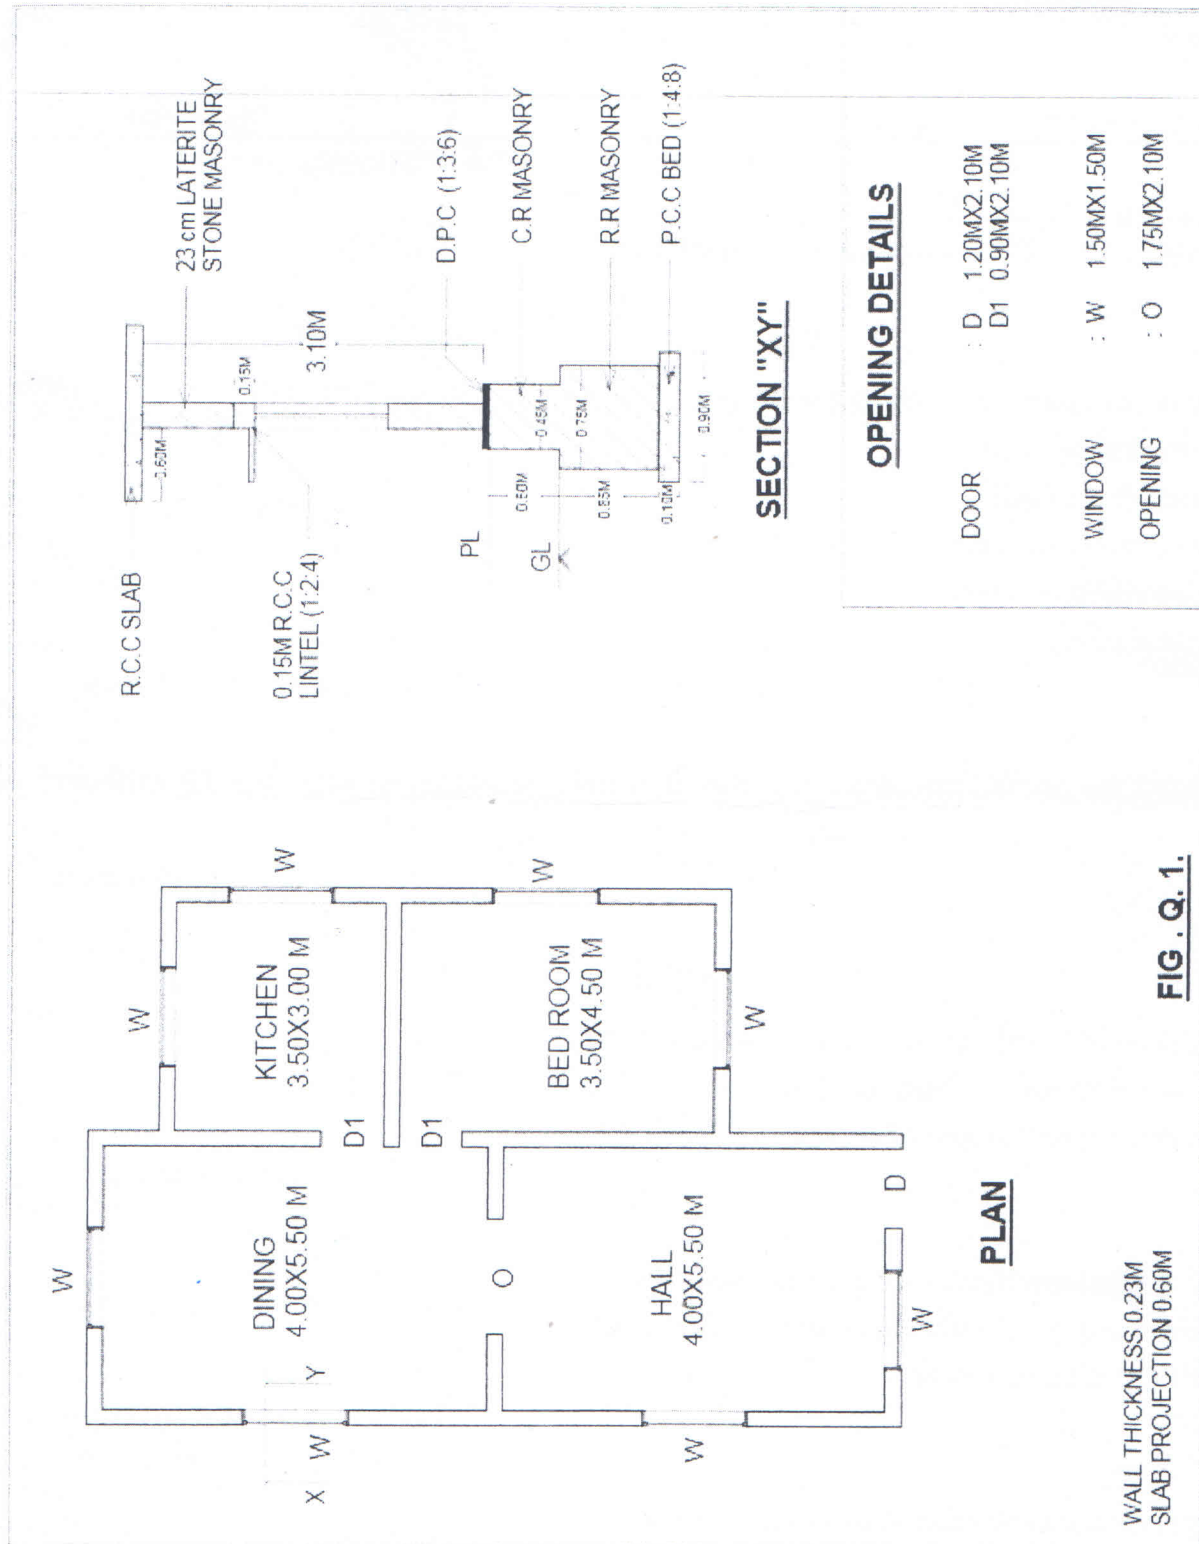 W
W
DINING
4.00X5.50 M
KITCHEN
3.50X3.00 M
W
X
Y
W
D1
D1
O
BED ROOM
3.50X4.50 M
W
HALL
4.00X5.50 M
W
W
D
W
PLAN
WALL THICKNESS 0.23M
SLAB PROJECTION 0.60M
FIG . Q. 1.
R.C.C SLAB
0.60M
23 cm LATERITE
STONE MASONRY
0.15M
0.15M R.C.C
LINTEL (1:2:4)
3.10M
D.P.C (1:3:6)
PL
C.R MASONRY
0.45M
0.60M
GL
0.75M
R.R MASONRY
0.10M
0.90M
P.C.C BED (1:4:8)
SECTION "XY"
OPENING DETAILS
DOOR : D 1.20MX2.10M
D1 0.90MX2.10M
WINDOW : W 1.50MX1.50M
OPENING : O 1.75MX2.10M